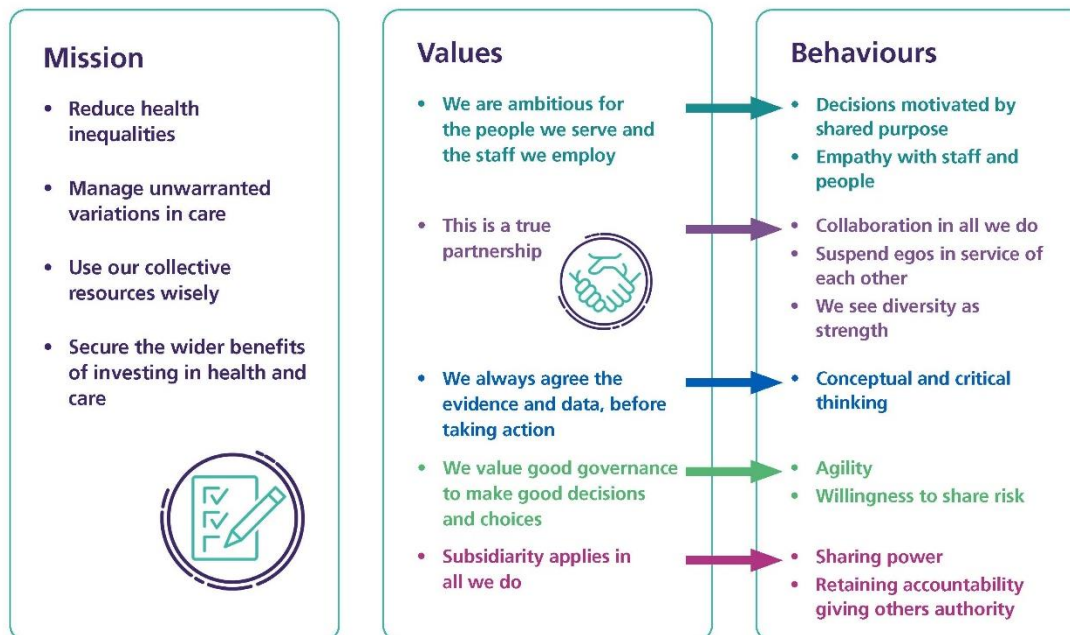 Mission
• Reduce health
inequalities
• Manage unwarranted
variations in care
• Use our collective
resources wisely
• Secure the wider benefits
of investing in health and
care
Values
• We are ambitious for
the people we serve and
the staff we employ
• This is a true
partnership
• We always agree the
evidence and data, before
taking action
• We value good governance
to make good decisions
and choices
• Subsidiarity applies in
all we do
Behaviours
• Decisions motivated by
shared purpose
• Empathy with staff and
people
• Collaboration in all we do
• Suspend egos in service of
each other
• We see diversity as
strength
• Conceptual and critical
thinking
• Agility
• Willingness to share risk
• Sharing power
• Retaining accountability
giving others authority